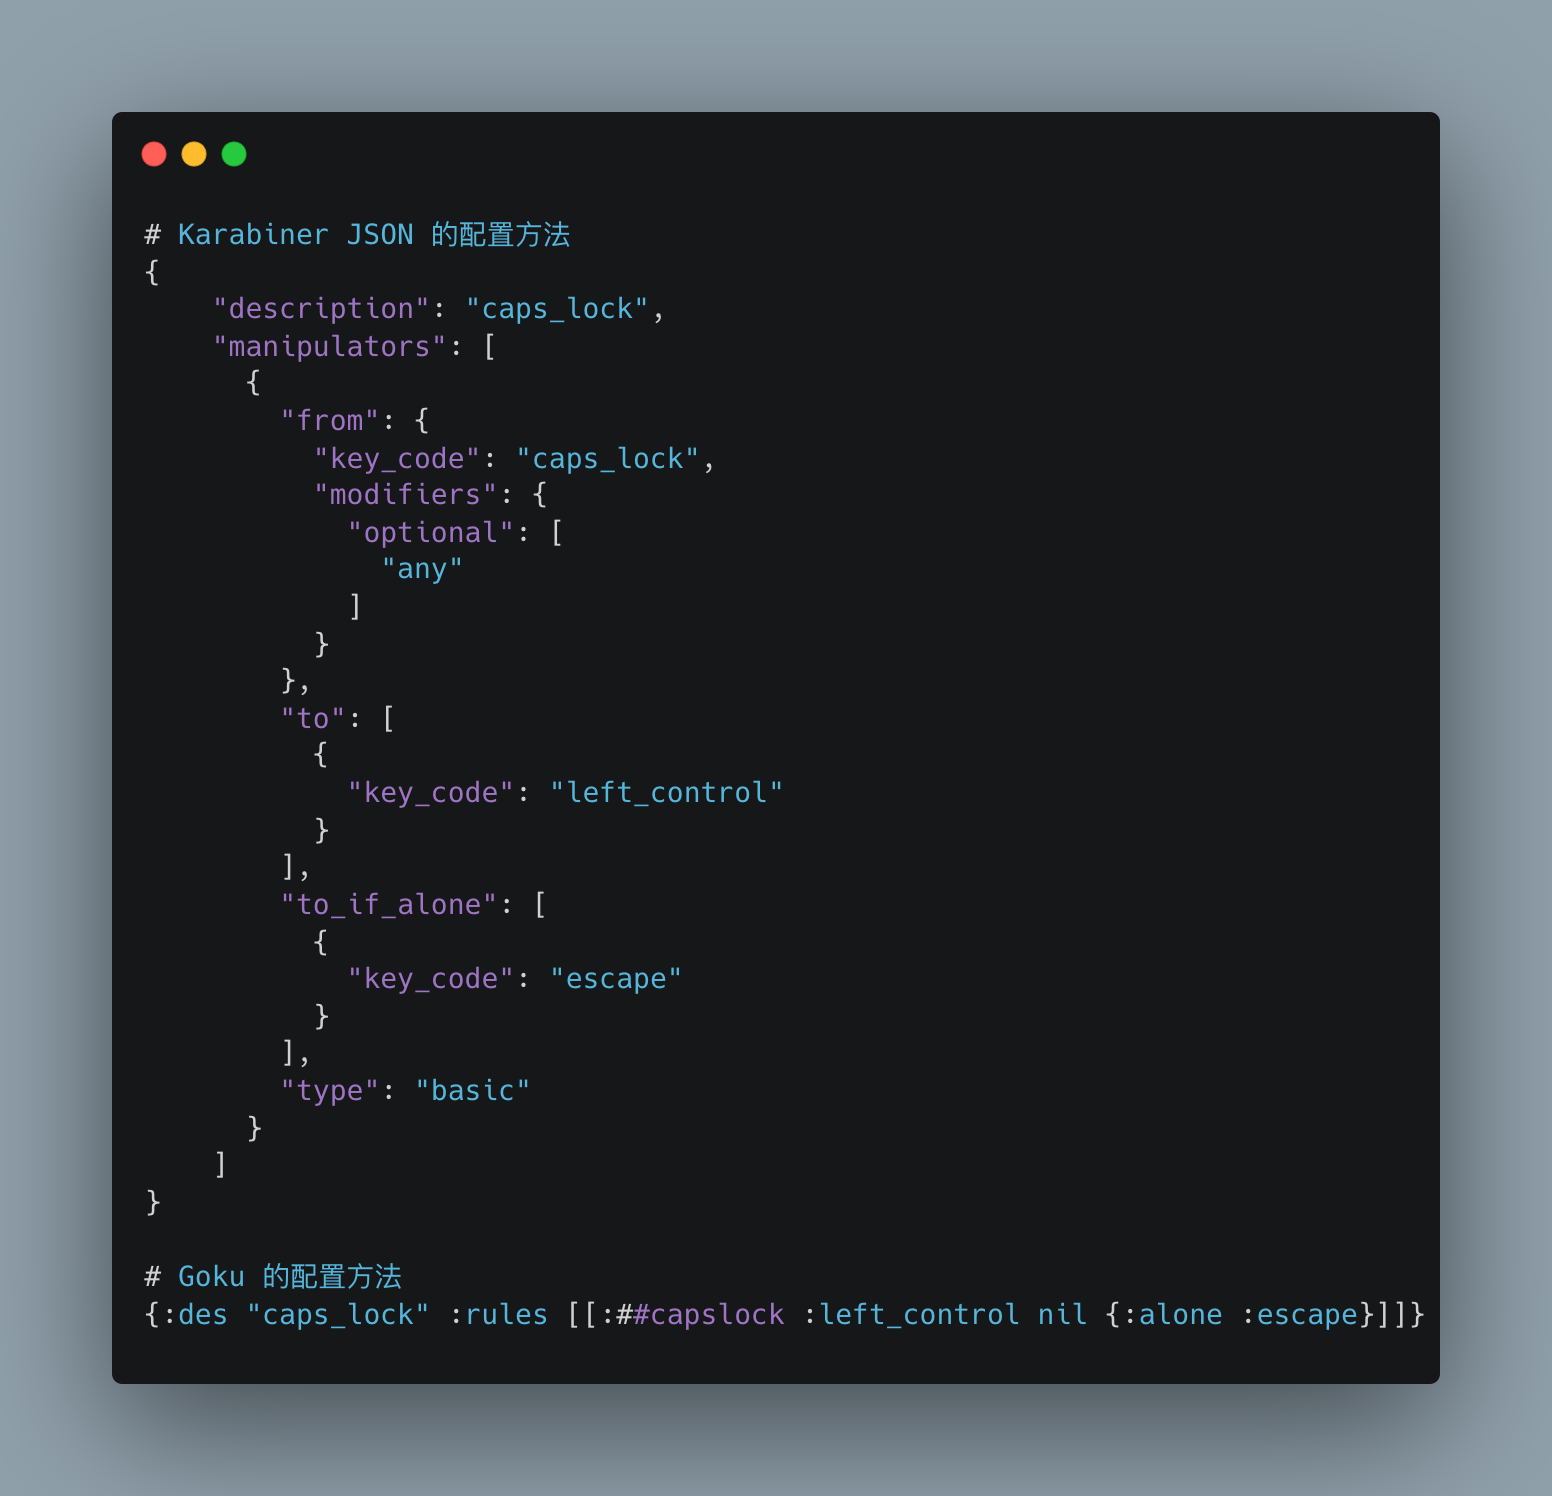 # Karabiner JSON 的配置方法
{
    "description": "caps_lock",
    "manipulators": [
      {
        "from": {
          "key_code": "caps_lock",
          "modifiers": {
            "optional": [
              "any"
            ]
          }
        },
        "to": [
          {
            "key_code": "left_control"
          }
        ],
        "to_if_alone": [
          {
            "key_code": "escape"
          }
        ],
        "type": "basic"
      }
    ]
}

# Goku 的配置方法
{:des "caps_lock" :rules [[:##capslock :left_control nil {:alone :escape}]]}